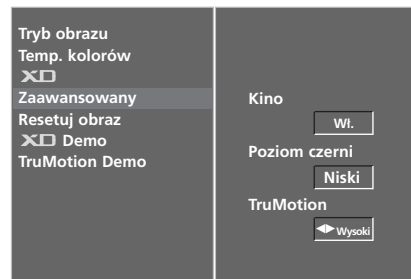 Tryb obrazu
Temp. kolorów
XD
Zaawansowany
Resetuj obraz
XD Demo
TruMotion Demo
Kino
Wł.
Poziom czerni
Niski
TruMotion
Wysoki